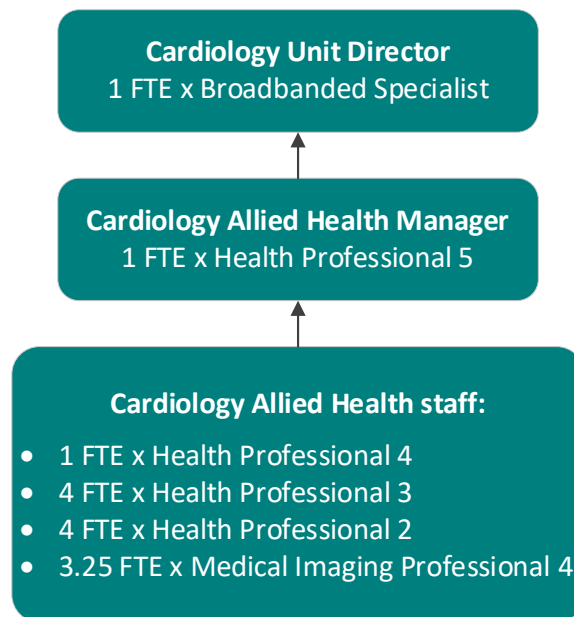 Cardiology Unit Director
1 FTE x Broadbanded Specialist
Cardiology Allied Health Manager
1 FTE x Health Professional 5
Cardiology Allied Health staff:
• 1 FTE x Health Professional 4
• 4 FTE x Health Professional 3
• 4 FTE x Health Professional 2
• 3.25 FTE x Medical Imaging Professional 4